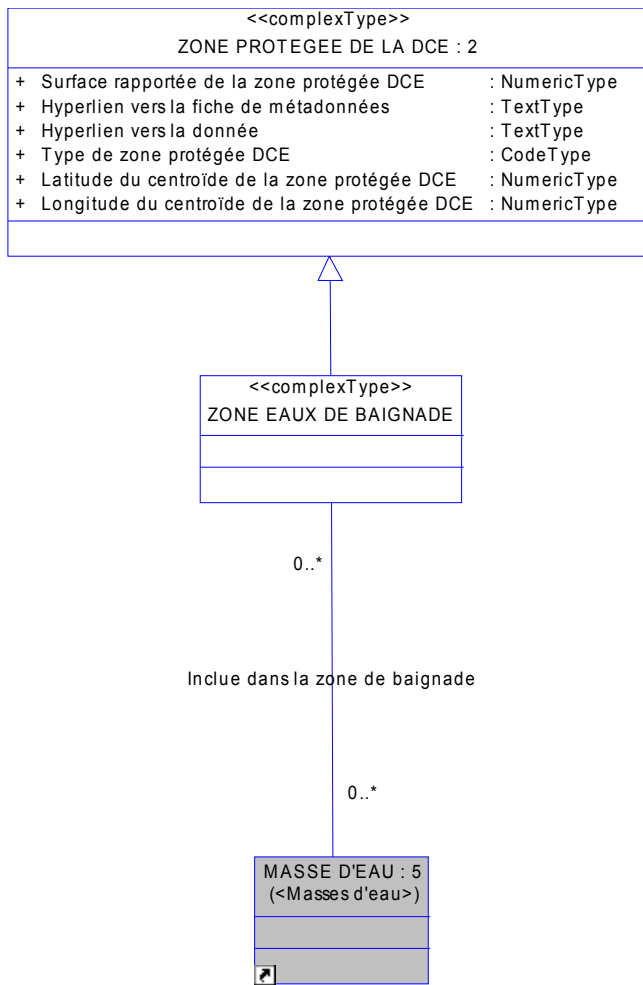 <<complexType>>
ZONE PROTEGEE DE LA DCE : 2
+ Surface rapportée de la zone protégée DCE : NumericType
+ Hyperlien vers la fiche de métadonnées : TextType
+ Hyperlien vers la donnée : TextType
+ Type de zone protégée DCE : CodeType
+ Latitude du centroïde de la zone protégée DCE : NumericType
+ Longitude du centroïde de la zone protégée DCE : NumericType
<<complexType>>
ZONE EAUX DE BAIGNADE
0..*
Inclue dans la zone de baignade
0..*
MASSE D'EAU : 5
(<Masses d'eau>)